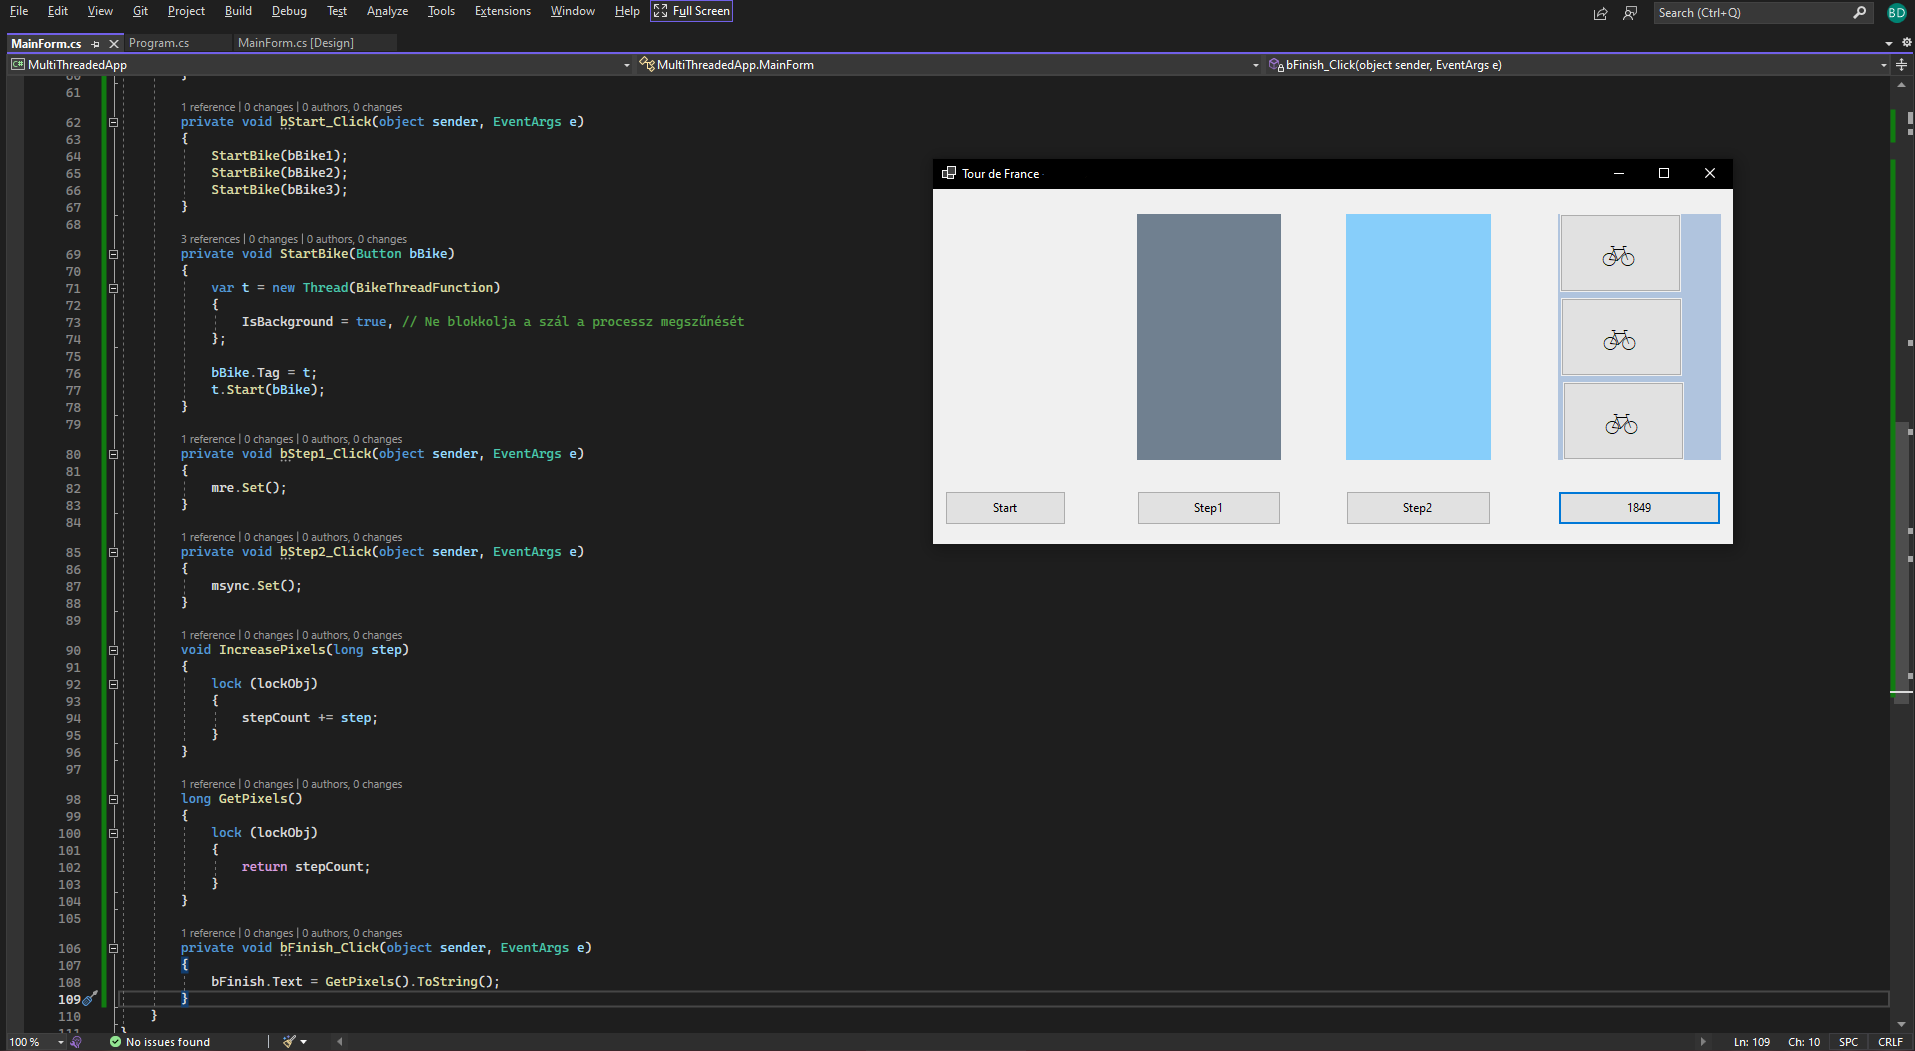 File Edit View Git Project Build Debug Test Analyze Tools Extensions Window Help Full Screen Search (Ctrl+Q) BD
MainForm.cs Program.cs MainForm.cs [Design]
MultiThreadedApp MultiThreadedApp.MainForm bFinish_Click(object sender, EventArgs e)
60 }
61
1 reference | 0 changes | 0 authors, 0 changes
62 private void bStart_Click(object sender, EventArgs e)
63 {
64 StartBike(bBike1);
65 StartBike(bBike2);
66 StartBike(bBike3);
67 }
68
3 references | 0 changes | 0 authors, 0 changes
69 private void StartBike(Button bBike)
70 {
71 var t = new Thread(BikeThreadFunction)
72 {
73 IsBackground = true, // Ne blokkolja a szál a processz megszűnését
74 };
75
76 bBike.Tag = t;
77 t.Start(bBike);
78 }
79
1 reference | 0 changes | 0 authors, 0 changes
80 private void bStep1_Click(object sender, EventArgs e)
81 {
82 mre.Set();
83 }
84
1 reference | 0 changes | 0 authors, 0 changes
85 private void bStep2_Click(object sender, EventArgs e)
86 {
87 msync.Set();
88 }
89
1 reference | 0 changes | 0 authors, 0 changes
90 void IncreasePixels(long step)
91 {
92 lock (lockObj)
93 {
94 stepCount += step;
95 }
96 }
97
1 reference | 0 changes | 0 authors, 0 changes
98 long GetPixels()
99 {
100 lock (lockObj)
101 {
102 return stepCount;
103 }
104 }
105
1 reference | 0 changes | 0 authors, 0 changes
106 private void bFinish_Click(object sender, EventArgs e)
107 {
108 bFinish.Text = GetPixels().ToString();
109 }
110 }
111 }
Tour de France
Start Step1 Step2 1849
100 % No issues found Ln: 109 Ch: 10 SPC CRLF